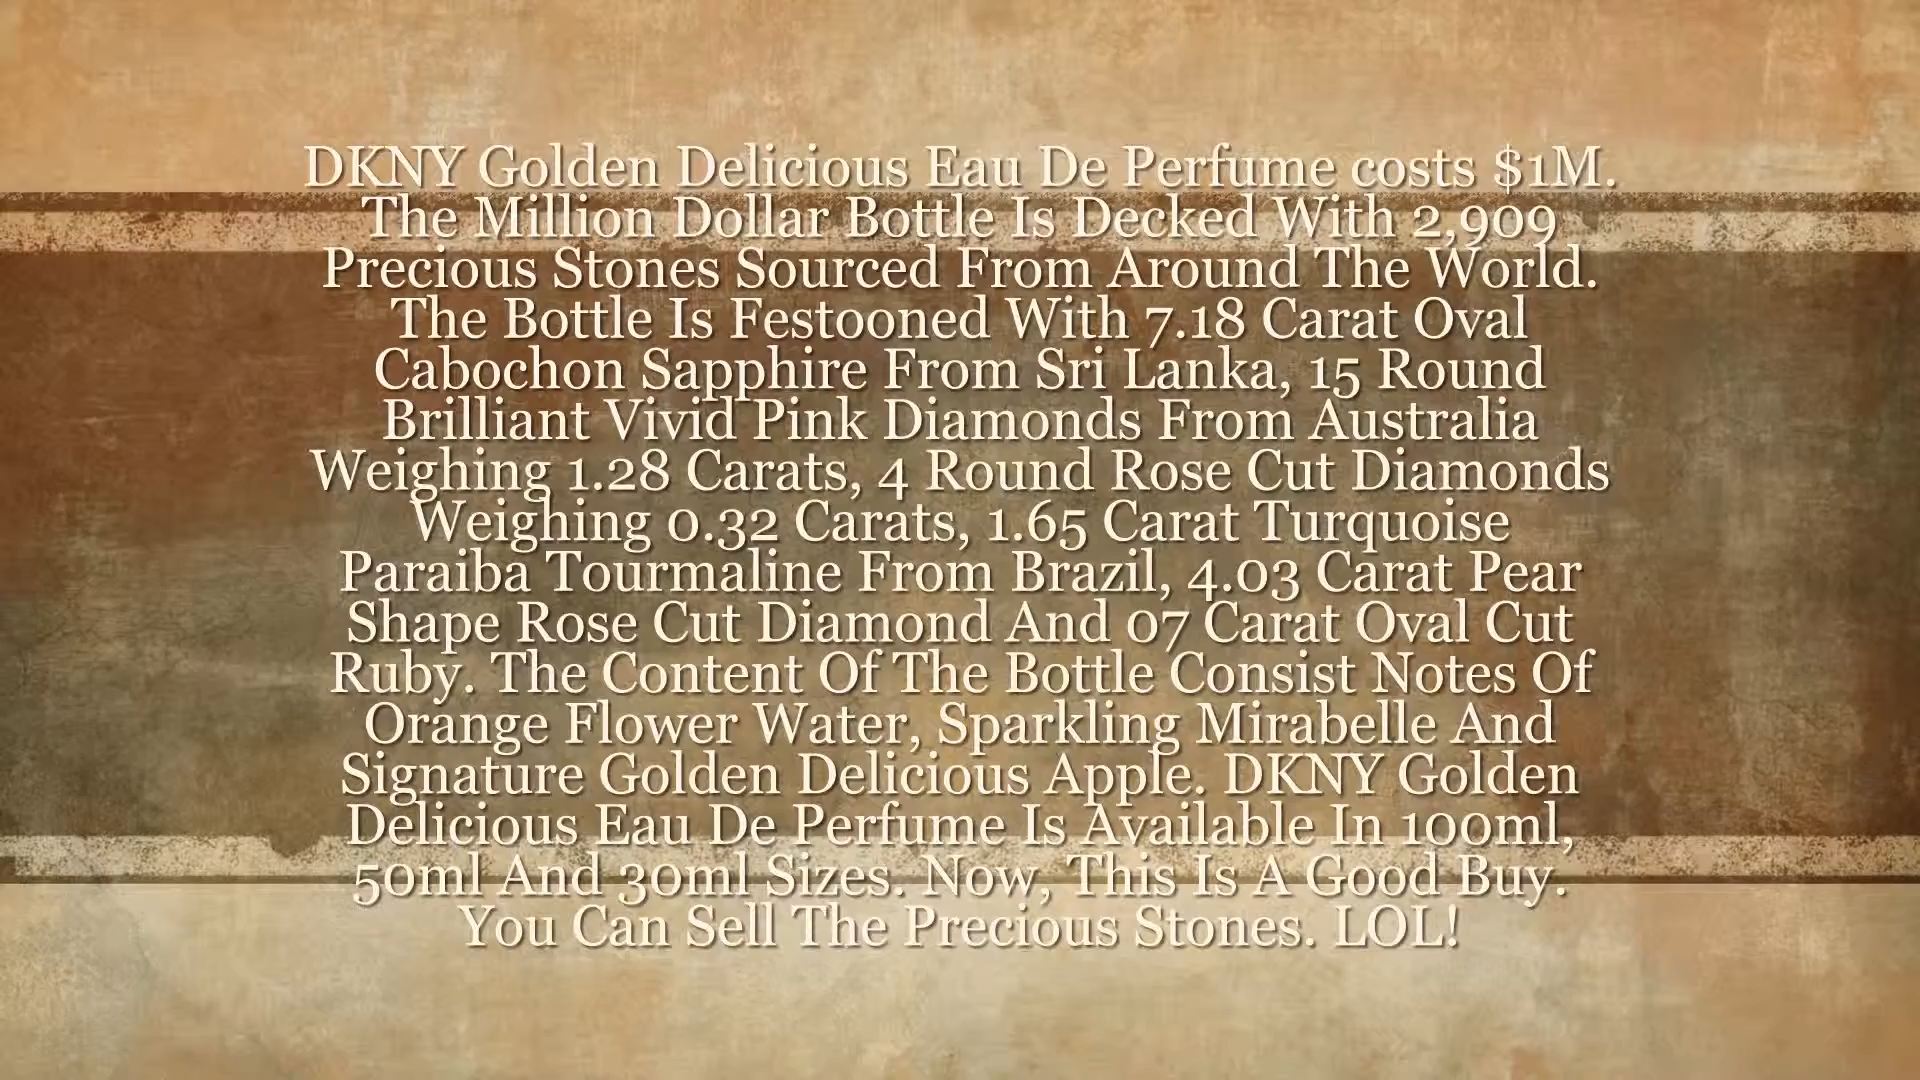 DKNY Golden Delicious Eau De Perfume costs $1M.
The Million Dollar Bottle Is Decked With 2,909
Precious Stones Sourced From Around The World.
The Bottle Is Festooned With 7.18 Carat Oval
Cabochon Sapphire From Sri Lanka, 15 Round
Brilliant Vivid Pink Diamonds From Australia
Weighing 1.28 Carats, 4 Round Rose Cut Diamonds
Weighing 0.32 Carats, 1.65 Carat Turquoise
Paraiba Tourmaline From Brazil, 4.03 Carat Pear
Shape Rose Cut Diamond And 07 Carat Oval Cut
Ruby. The Content Of The Bottle Consist Notes Of
Orange Flower Water, Sparkling Mirabelle And
Signature Golden Delicious Apple. DKNY Golden
Delicious Eau De Perfume Is Available In 100ml,
50ml And 30ml Sizes. Now, This Is A Good Buy.
You Can Sell The Precious Stones. LOL!